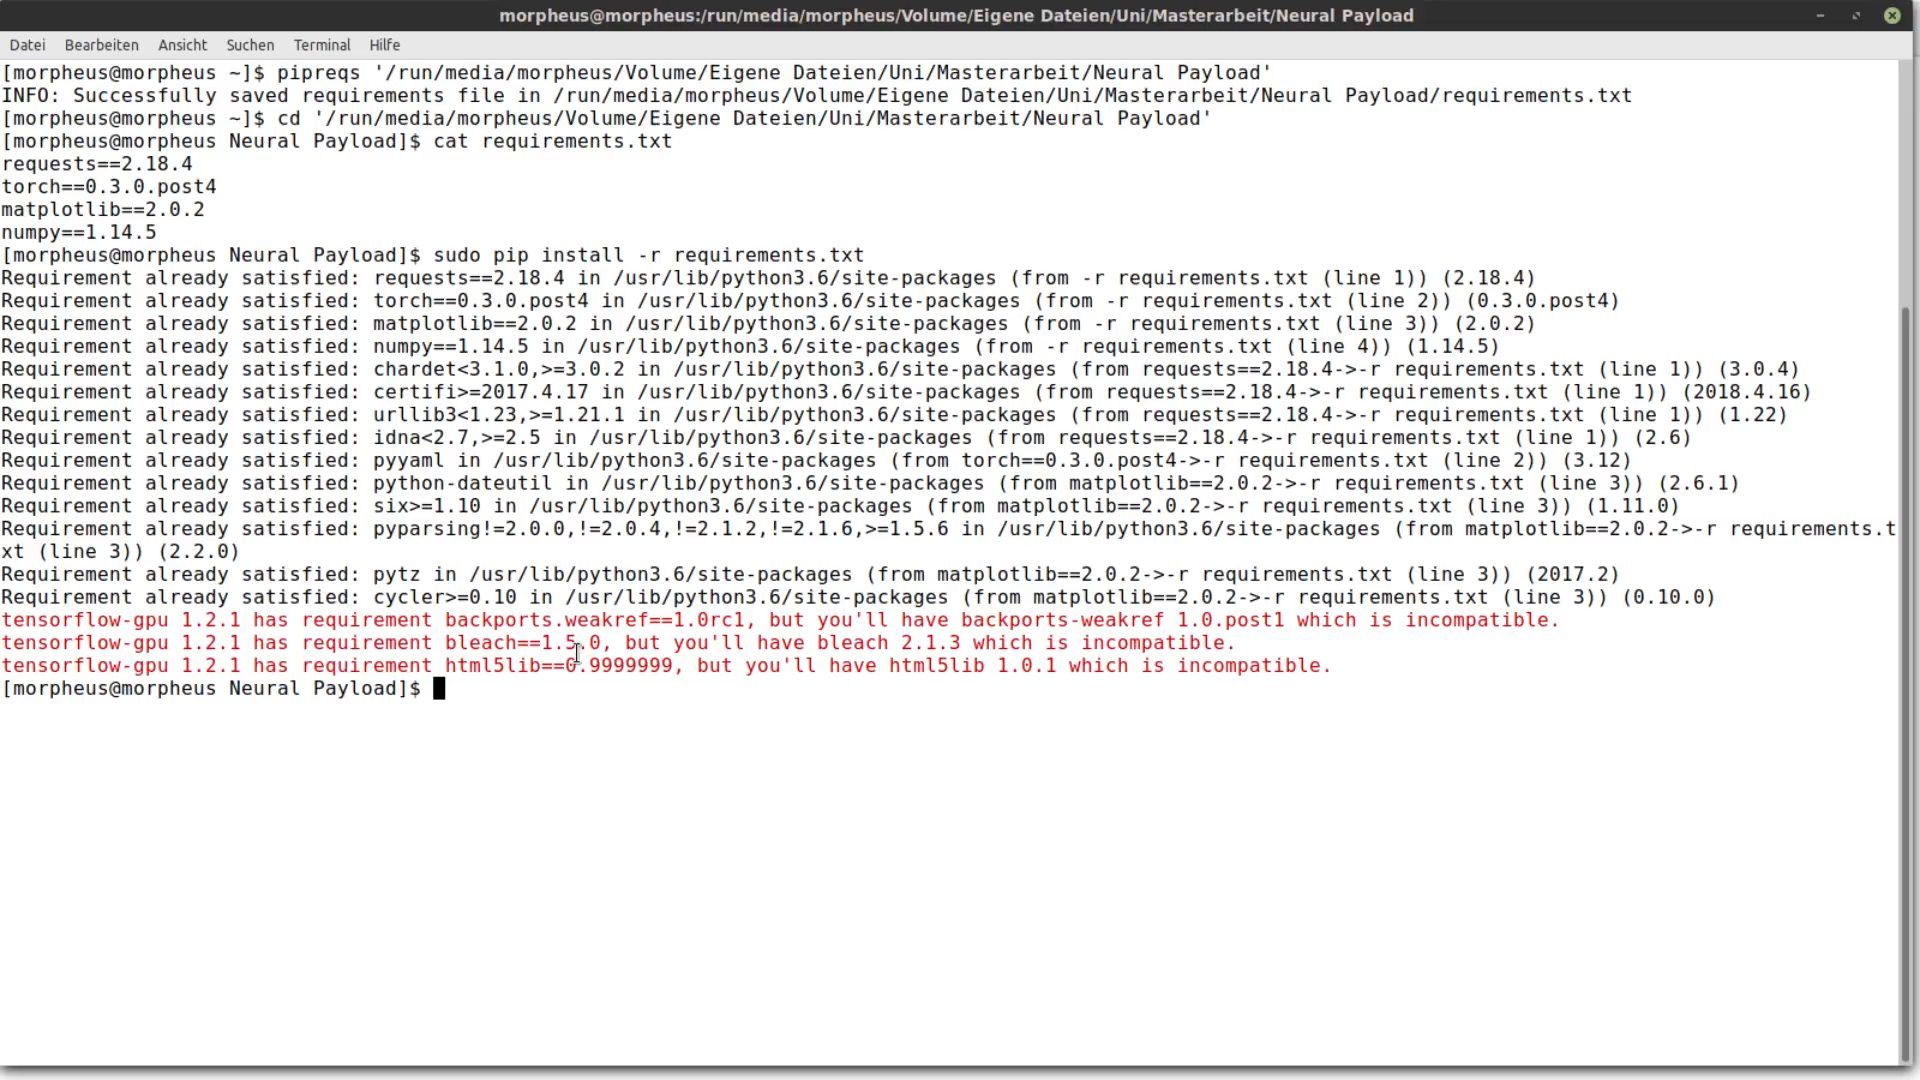 morpheus@morpheus:/run/media/morpheus/Volume/Eigene Dateien/Uni/Masterarbeit/Neural Payload
Datei Bearbeiten Ansicht Suchen Terminal Hilfe
[morpheus@morpheus ~]$ pipreqs '/run/media/morpheus/Volume/Eigene Dateien/Uni/Masterarbeit/Neural Payload'
INFO: Successfully saved requirements file in /run/media/morpheus/Volume/Eigene Dateien/Uni/Masterarbeit/Neural Payload/requirements.txt
[morpheus@morpheus ~]$ cd '/run/media/morpheus/Volume/Eigene Dateien/Uni/Masterarbeit/Neural Payload'
[morpheus@morpheus Neural Payload]$ cat requirements.txt
requests==2.18.4
torch==0.3.0.post4
matplotlib==2.0.2
numpy==1.14.5
[morpheus@morpheus Neural Payload]$ sudo pip install -r requirements.txt
Requirement already satisfied: requests==2.18.4 in /usr/lib/python3.6/site-packages (from -r requirements.txt (line 1)) (2.18.4)
Requirement already satisfied: torch==0.3.0.post4 in /usr/lib/python3.6/site-packages (from -r requirements.txt (line 2)) (0.3.0.post4)
Requirement already satisfied: matplotlib==2.0.2 in /usr/lib/python3.6/site-packages (from -r requirements.txt (line 3)) (2.0.2)
Requirement already satisfied: numpy==1.14.5 in /usr/lib/python3.6/site-packages (from -r requirements.txt (line 4)) (1.14.5)
Requirement already satisfied: chardet<3.1.0,>=3.0.2 in /usr/lib/python3.6/site-packages (from requests==2.18.4->-r requirements.txt (line 1)) (3.0.4)
Requirement already satisfied: certifi>=2017.4.17 in /usr/lib/python3.6/site-packages (from requests==2.18.4->-r requirements.txt (line 1)) (2018.4.16)
Requirement already satisfied: urllib3<1.23,>=1.21.1 in /usr/lib/python3.6/site-packages (from requests==2.18.4->-r requirements.txt (line 1)) (1.22)
Requirement already satisfied: idna<2.7,>=2.5 in /usr/lib/python3.6/site-packages (from requests==2.18.4->-r requirements.txt (line 1)) (2.6)
Requirement already satisfied: pyyaml in /usr/lib/python3.6/site-packages (from torch==0.3.0.post4->-r requirements.txt (line 2)) (3.12)
Requirement already satisfied: python-dateutil in /usr/lib/python3.6/site-packages (from matplotlib==2.0.2->-r requirements.txt (line 3)) (2.6.1)
Requirement already satisfied: six>=1.10 in /usr/lib/python3.6/site-packages (from matplotlib==2.0.2->-r requirements.txt (line 3)) (1.11.0)
Requirement already satisfied: pyparsing!=2.0.0,!=2.0.4,!=2.1.2,!=2.1.6,>=1.5.6 in /usr/lib/python3.6/site-packages (from matplotlib==2.0.2->-r requirements.t
xt (line 3)) (2.2.0)
Requirement already satisfied: pytz in /usr/lib/python3.6/site-packages (from matplotlib==2.0.2->-r requirements.txt (line 3)) (2017.2)
Requirement already satisfied: cycler>=0.10 in /usr/lib/python3.6/site-packages (from matplotlib==2.0.2->-r requirements.txt (line 3)) (0.10.0)
tensorflow-gpu 1.2.1 has requirement backports.weakref==1.0rc1, but you'll have backports-weakref 1.0.post1 which is incompatible.
tensorflow-gpu 1.2.1 has requirement bleach==1.5.0, but you'll have bleach 2.1.3 which is incompatible.
tensorflow-gpu 1.2.1 has requirement html5lib==0.9999999, but you'll have html5lib 1.0.1 which is incompatible.
[morpheus@morpheus Neural Payload]$